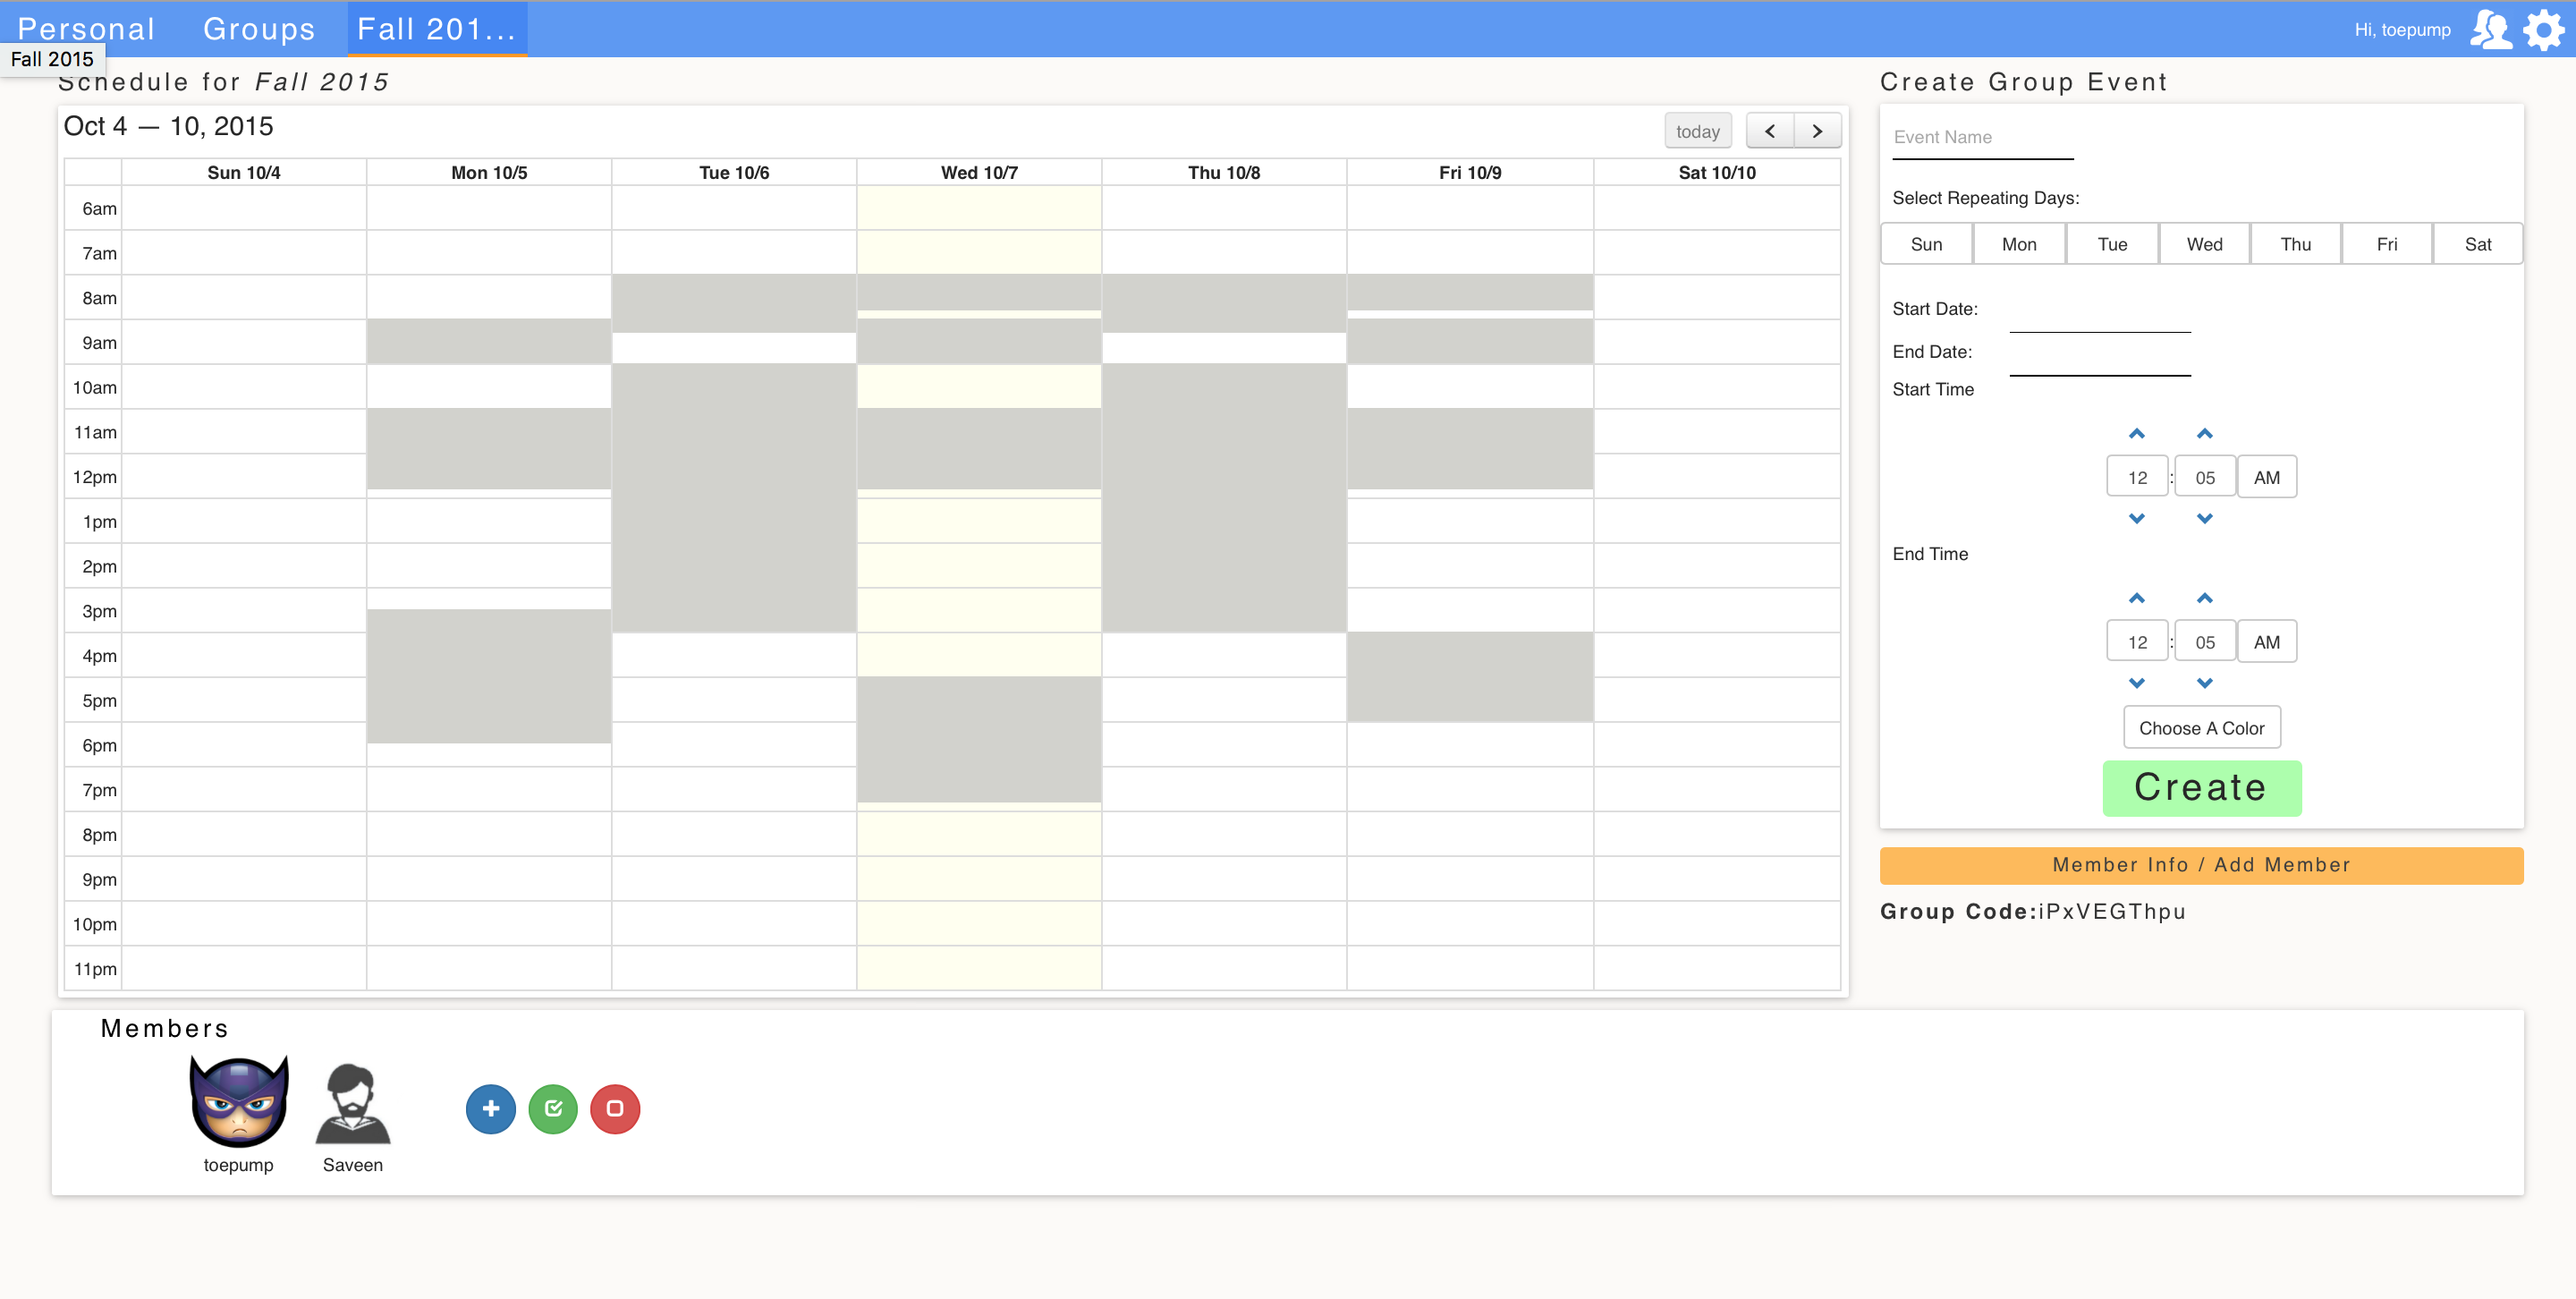 Personal Groups Fall 201... Hi, toepump
Fall 2015
Schedule for Fall 2015
Oct 4 — 10, 2015
today
Sun 10/4 Mon 10/5 Tue 10/6 Wed 10/7 Thu 10/8 Fri 10/9 Sat 10/10
6am
7am
8am
9am
10am
11am
12pm
1pm
2pm
3pm
4pm
5pm
6pm
7pm
8pm
9pm
10pm
11pm
Create Group Event
Event Name
Select Repeating Days:
Sun Mon Tue Wed Thu Fri Sat
Start Date:
End Date:
Start Time
12 : 05 AM
End Time
12 : 05 AM
Choose A Color
Create
Member Info / Add Member
Group Code:iPxVEGThpu
Members
toepump Saveen